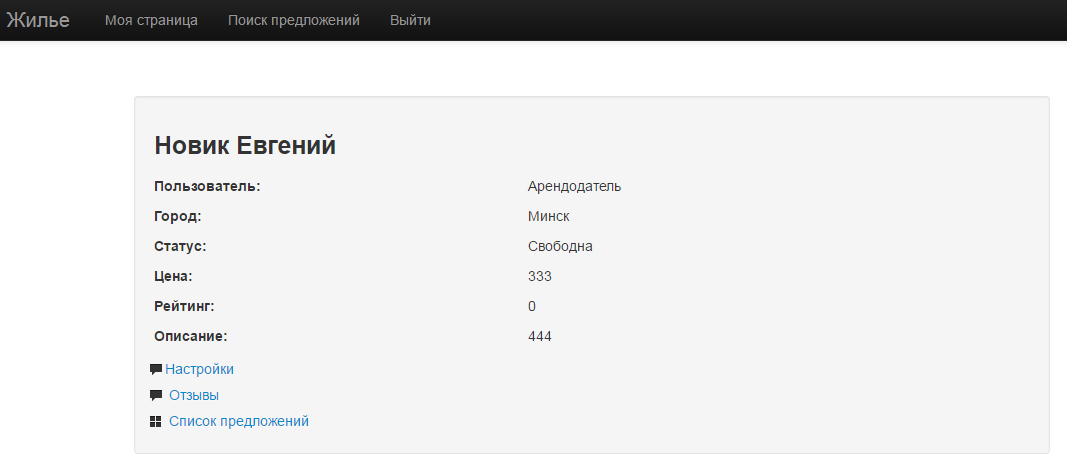 Жилье Моя страница Поиск предложений Выйти
Новик Евгений
Пользователь: Арендодатель
Город: Минск
Статус: Свободна
Цена: 333
Рейтинг: 0
Описание: 444
Настройки
Отзывы
Список предложений